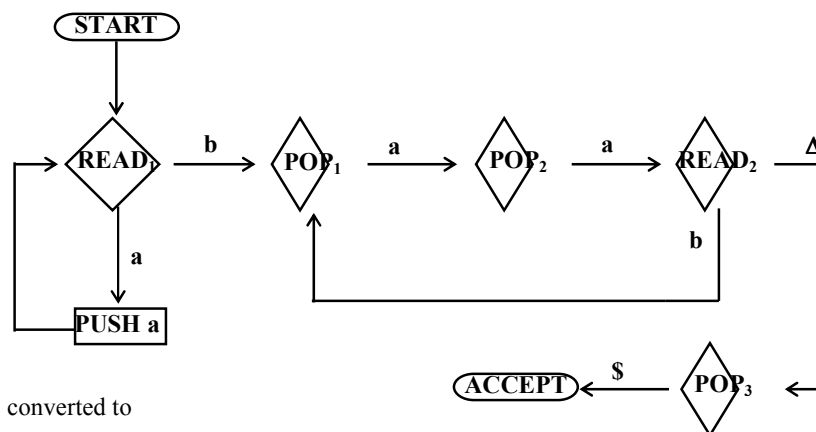 START
READ₁ b POP₁ a POP₂ a READ₂ Δ
a b
PUSH a
ACCEPT $ POP₃
converted to